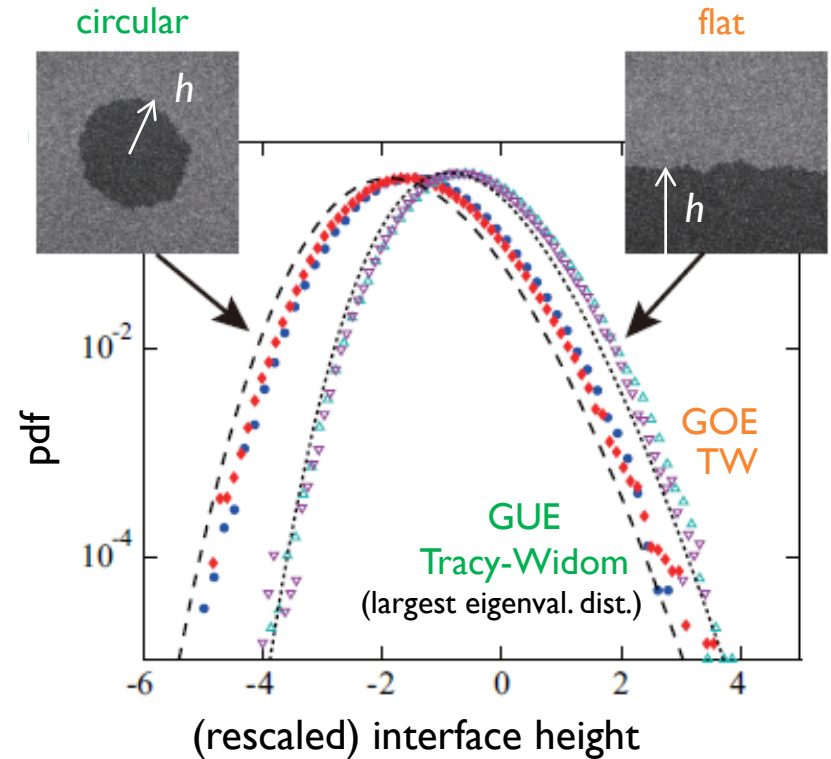 circular
flat
h
h
10-2
10-4
pdf
GOE
TW
GUE
Tracy-Widom
(largest eigenval. dist.)
-6
-4
-2
0
2
4
(rescaled) interface height